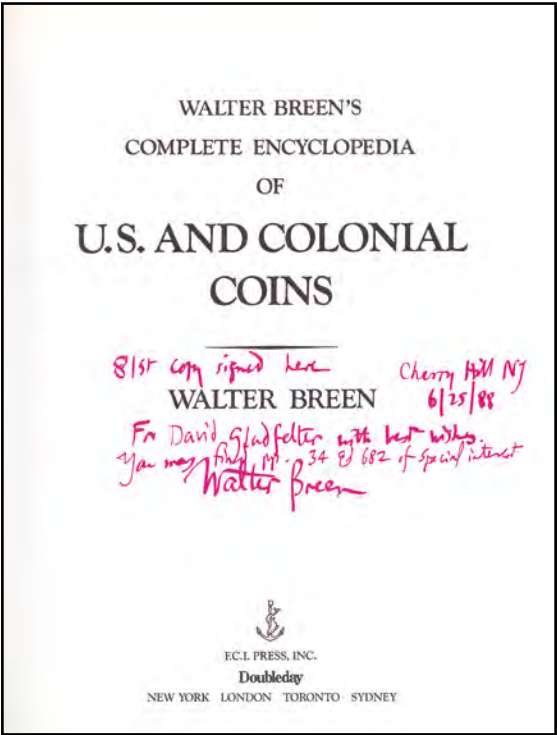 WALTER BREEN'S
COMPLETE ENCYCLOPEDIA
OF
U.S. AND COLONIAL
COINS
81st copy signed here
Cherry Hill NJ
6/25/88
WALTER BREEN
For David Gladfelter with best wishes.
You may find pp. 34 & 682 of special interest
Walter Breen
F.C.I. PRESS, INC.
Doubleday
NEW YORK LONDON TORONTO SYDNEY